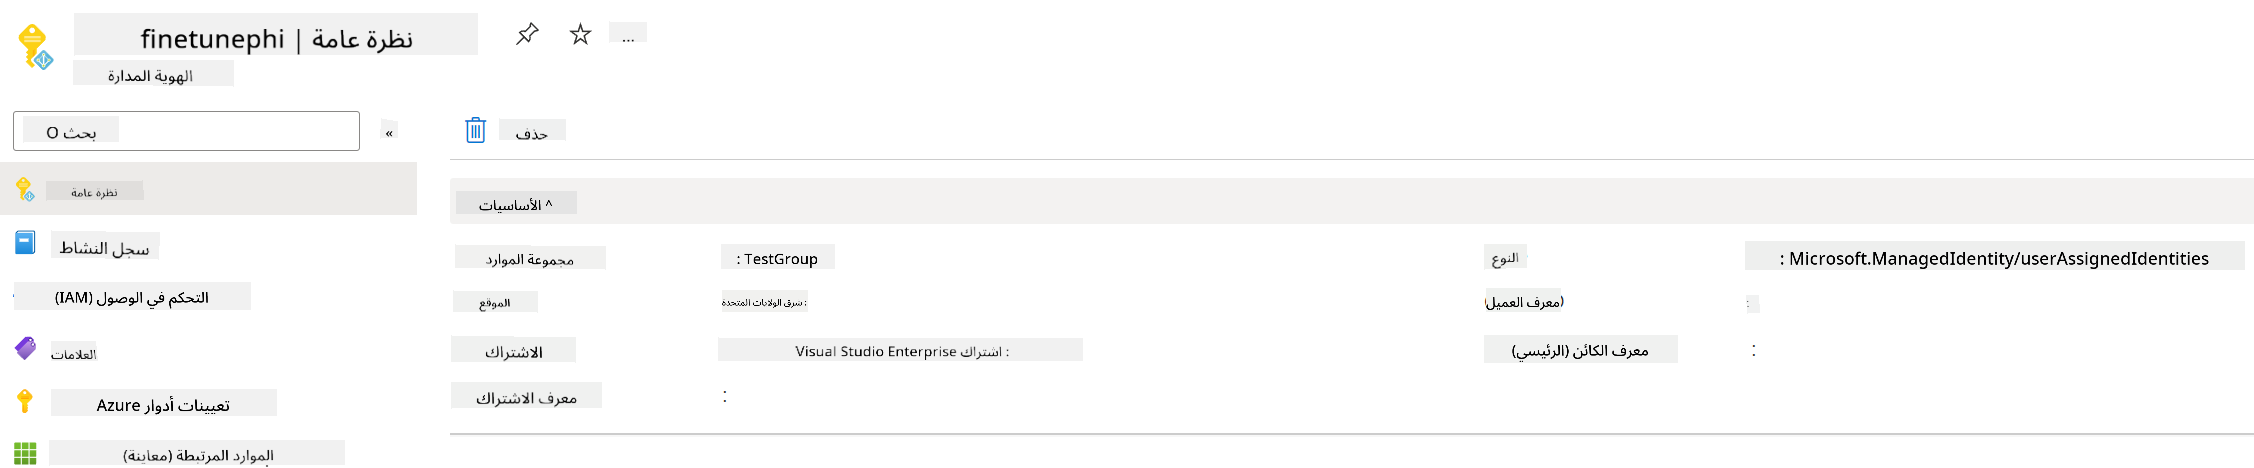 finetunephi | نظرة عامة
...
الهوية المدارة
بحث O
»
حذف
نظرة عامة
^ الأساسيات
سجل النشاط
مجموعة الموارد
: TestGroup
النوع
: Microsoft.ManagedIdentity/userAssignedIdentities
التحكم في الوصول (IAM)
الموقع
: شرق الولايات المتحدة
(معرف العميل)
:
العلامات
الاشتراك
: اشتراك Visual Studio Enterprise
معرف الكائن (الرئيسي)
:
تعيينات أدوار Azure
معرف الاشتراك
:
الموارد المرتبطة (معاينة)